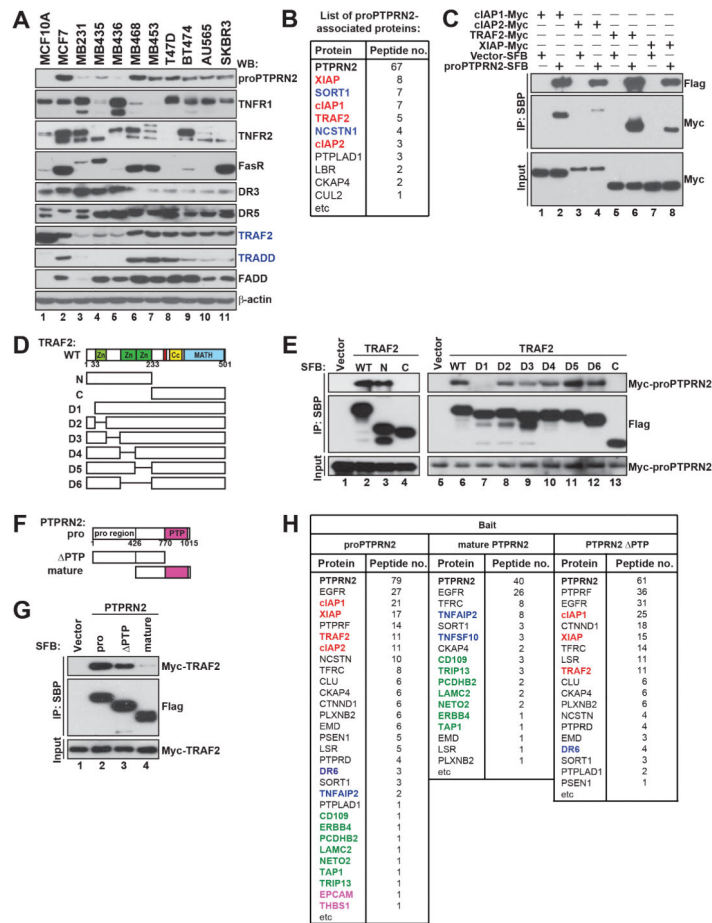 A
MCF10A MCF7 MB231 MB435 MB436 MB468 MB453 T47D BT474 AU565 SKBR3
WB:
proPTPRN2
TNFR1
TNFR2
FasR
DR3
DR5
TRAF2
TRADD
FADD
β-actin
1 2 3 4 5 6 7 8 9 10 11
B
List of proPTPRN2-
associated proteins:
Protein Peptide no.
PTPRN2 67
XIAP 8
SORT1 7
cIAP1 7
TRAF2 5
NCSTN1 4
cIAP2 3
PTPLAD1 3
LBR 2
CKAP4 2
CUL2 1
etc
C
cIAP1-Myc + + – – – – – –
cIAP2-Myc – – + + – – – –
TRAF2-Myc – – – – + + – –
XIAP-Myc – – – – – – + +
Vector-SFB + – + – + – + –
proPTPRN2-SFB – + – + – + – +
IP: SBP
Flag
Myc
Input
Myc
1 2 3 4 5 6 7 8
D
TRAF2:
WT Zn Zn Zn Cc MATH
1 33 233 501
N
C
D1
D2
D3
D4
D5
D6
E
Vector TRAF2 Vector TRAF2
SFB: WT N C WT D1 D2 D3 D4 D5 D6 C
IP: SBP
Myc-proPTPRN2
Flag
Input
Myc-proPTPRN2
1 2 3 4 5 6 7 8 9 10 11 12 13
F
PTPRN2:
pro pro region PTP
1 426 770 1015
ΔPTP
mature
G
PTPRN2
SFB: Vector pro ΔPTP mature
IP: SBP
Myc-TRAF2
Flag
Input
Myc-TRAF2
1 2 3 4
H
Bait
proPTPRN2 mature PTPRN2 PTPRN2 ΔPTP
Protein Peptide no. Protein Peptide no. Protein Peptide no.
PTPRN2 79 PTPRN2 40 PTPRN2 61
EGFR 27 EGFR 26 PTPRF 36
cIAP1 21 TFRC 8 EGFR 31
XIAP 17 TNFAIP2 8 cIAP1 25
PTPRF 14 SORT1 3 CTNND1 18
TRAF2 11 TNFSF10 3 XIAP 15
cIAP2 11 CKAP4 2 TFRC 14
NCSTN 10 CD109 3 LSR 11
TFRC 8 TRIP13 3 TRAF2 11
CLU 6 PCDHB2 2 CLU 6
CKAP4 6 LAMC2 2 CKAP4 6
CTNND1 6 NETO2 2 PLXNB2 6
PLXNB2 6 ERBB4 1 NCSTN 4
EMD 6 TAP1 1 PTPRD 4
PSEN1 5 EMD 1 EMD 3
LSR 5 LSR 1 DR6 4
PTPRD 4 PLXNB2 1 SORT1 3
DR6 3 etc PTPLAD1 2
SORT1 3 PSEN1 1
TNFAIP2 2 etc
PTPLAD1 1
CD109 1
ERBB4 1
PCDHB2 1
LAMC2 1
NETO2 1
TAP1 1
TRIP13 1
EPCAM 1
THBS1 1
etc